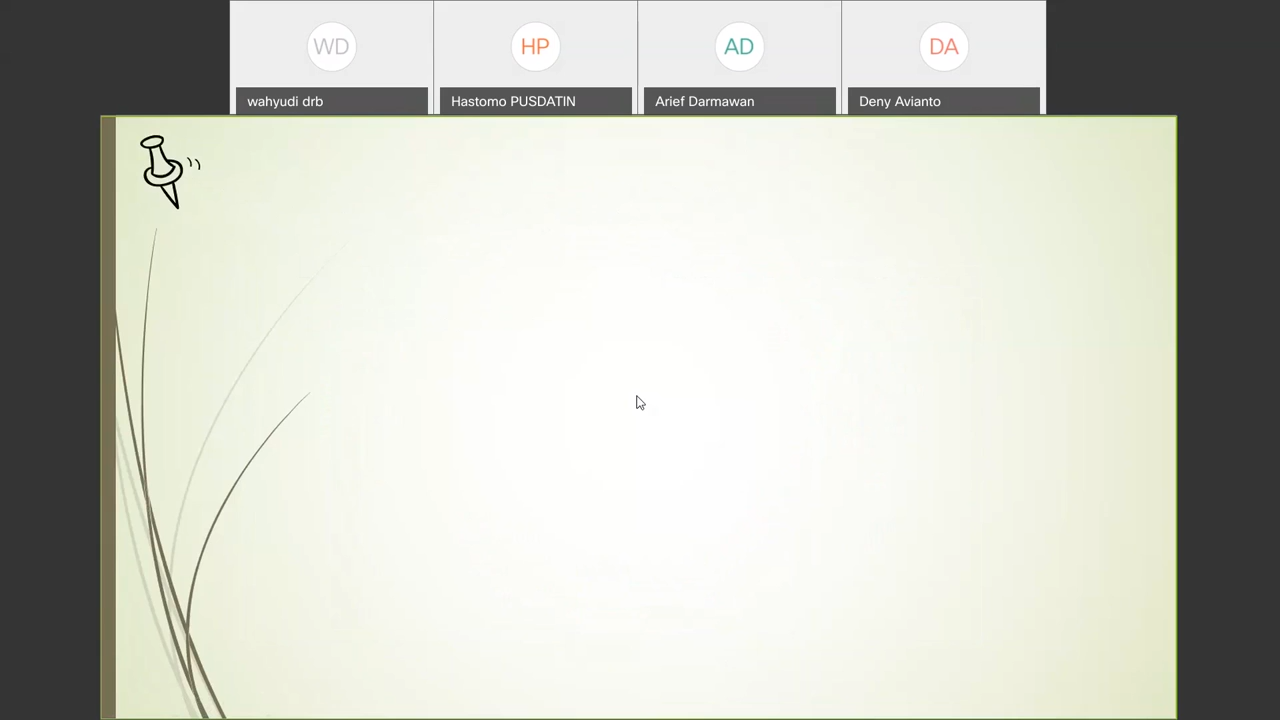 WD
HP
AD
DA
wahyudi drb
Hastomo PUSDATIN
Arief Darmawan
Deny Avianto